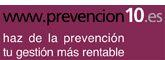 www.prevencion10.es
haz de la prevención
tu gestión más rentable